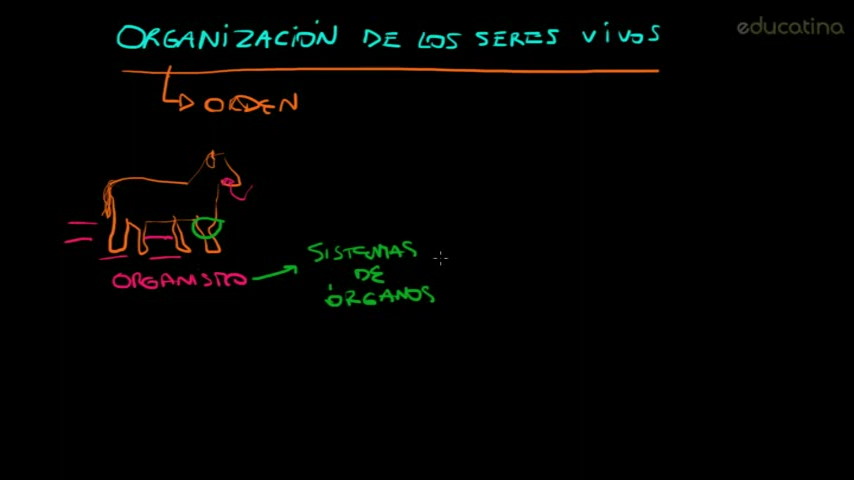 ORGANIZACIÓN DE LOS SERES VIVOS
educatina
ORDEN
ORGANISMO
SISTEMAS
DE
ÓRGANOS